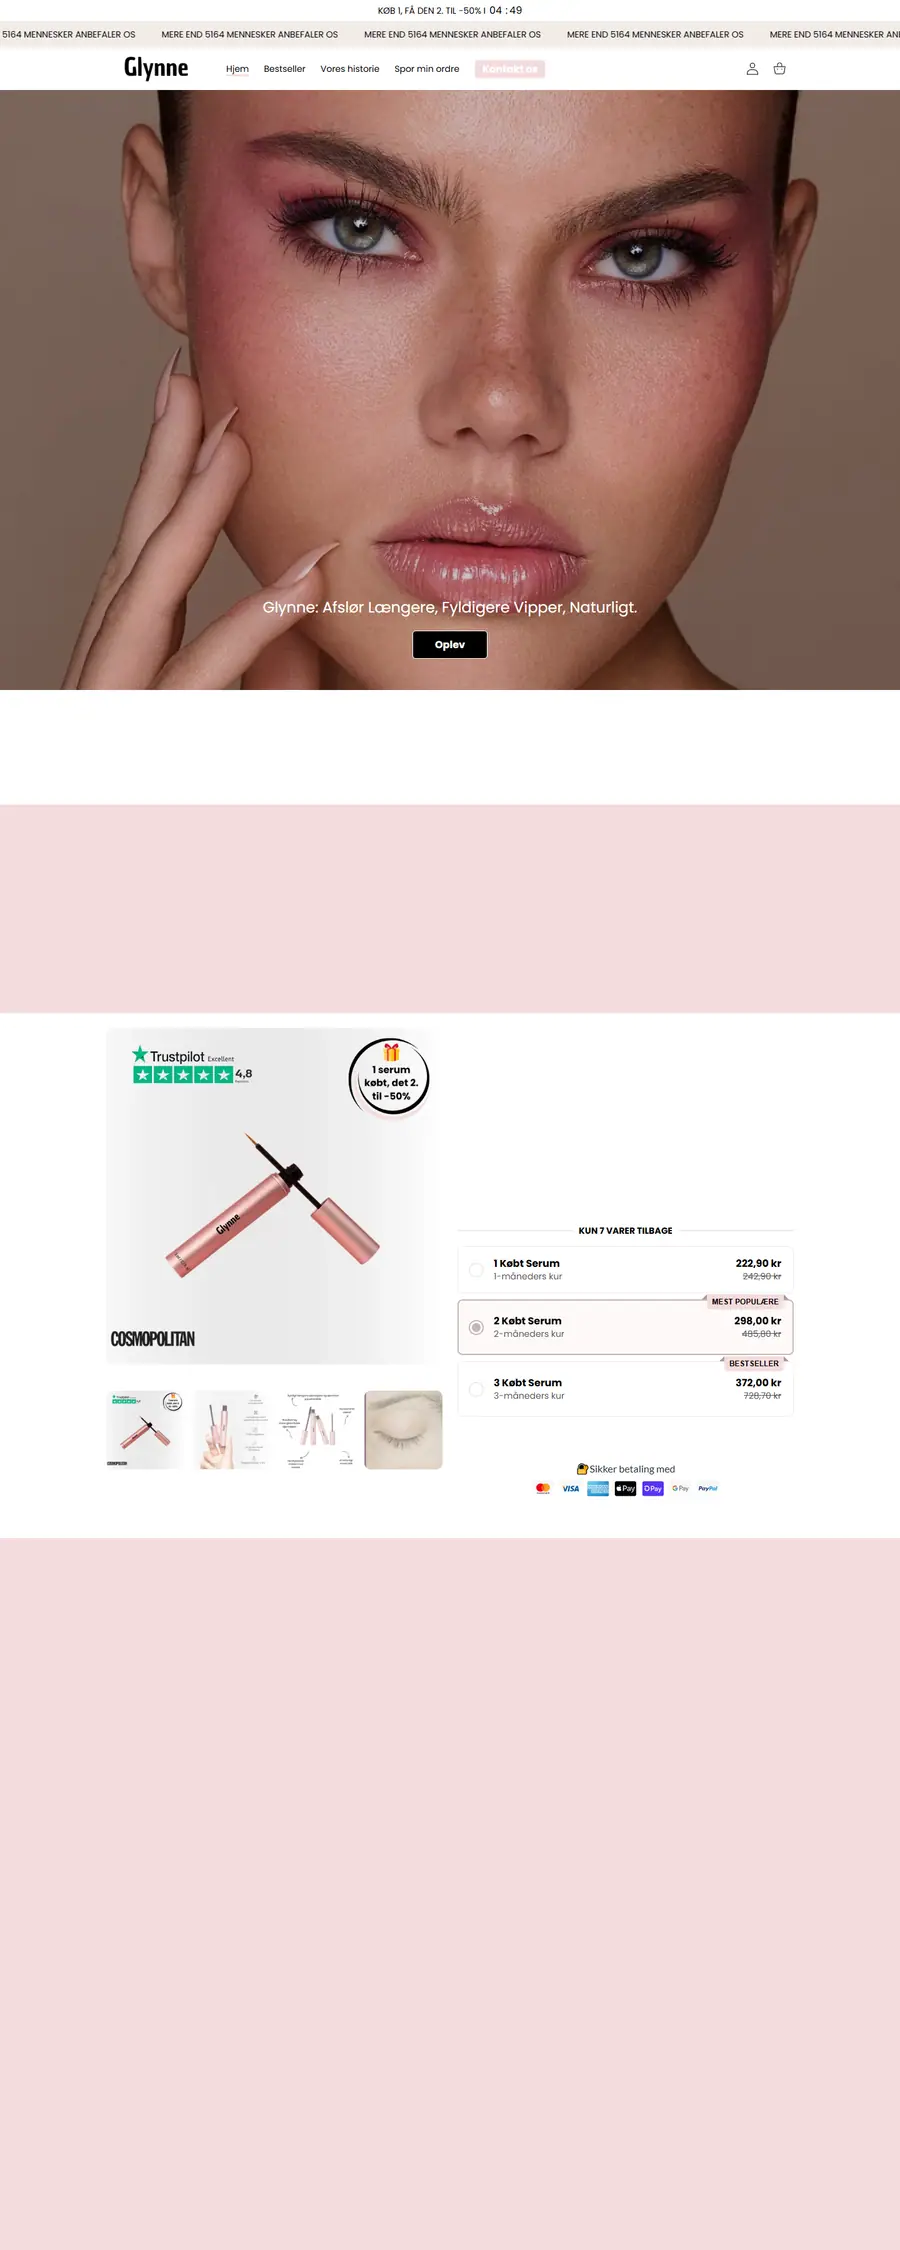 KØB 1, FÅ DEN 2. TIL -50% I 04 : 49
5164 MENNESKER ANBEFALER OS MERE END 5164 MENNESKER ANBEFALER OS MERE END 5164 MENNESKER ANBEFALER OS MERE END 5164 MENNESKER ANBEFALER OS MERE END 5164 MENNESKER
Glynne Hjem Bestseller Vores historie Spor min ordre Kontakt os
Glynne: Afslør Længere, Fyldigere Vipper, Naturligt.
Oplev
Trustpilot Excellent
4,8
1 serum
købt, det 2.
til -50%
Glynne
COSMOPOLITAN
KUN 7 VARER TILBAGE
1 Købt Serum 222,90 kr
1-måneders kur 242,90 kr
MEST POPULÆRE
2 Købt Serum 298,00 kr
2-måneders kur 485,80 kr
BESTSELLER
3 Købt Serum 372,00 kr
3-måneders kur 728,70 kr
Sikker betaling med
VISA Pay Pay G Pay PayPal